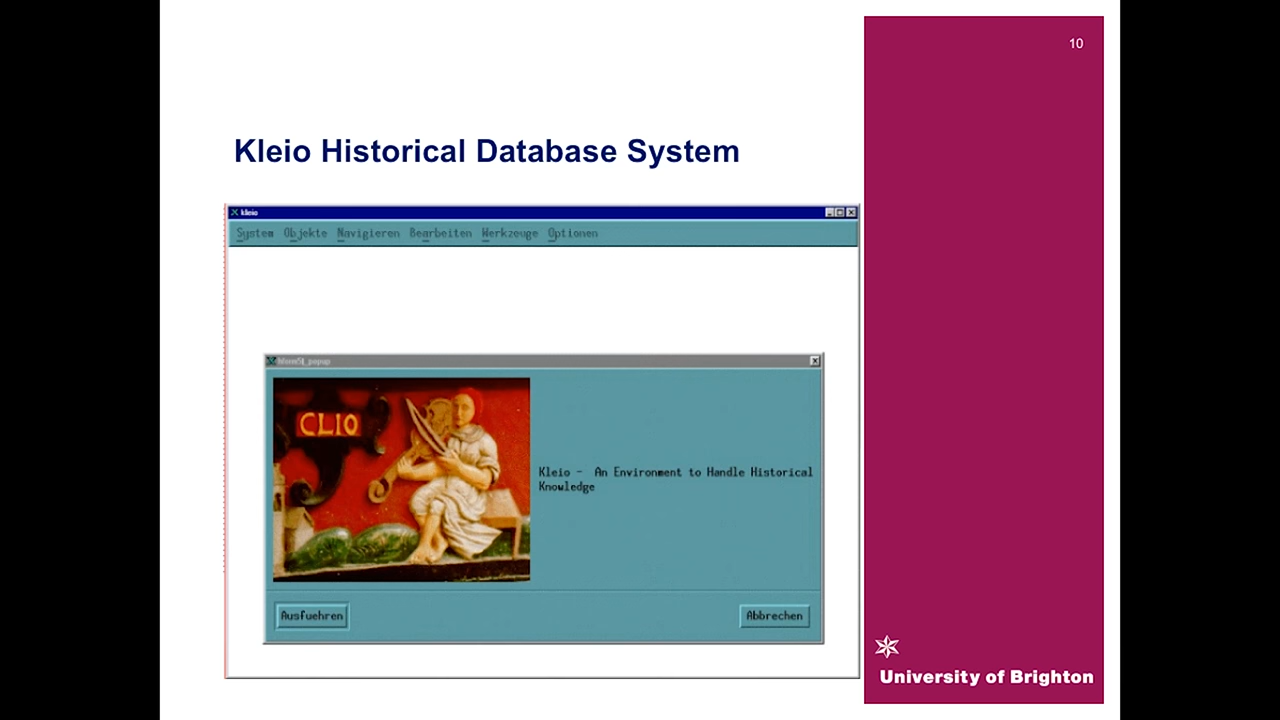 10
Kleio Historical Database System
kleio
System Objekte Navigieren Bearbeiten Werkzeuge Optionen
CLIO
Kleio - An Environment to Handle Historical
Knowledge
Ausfuehren
Abbrechen
University of Brighton